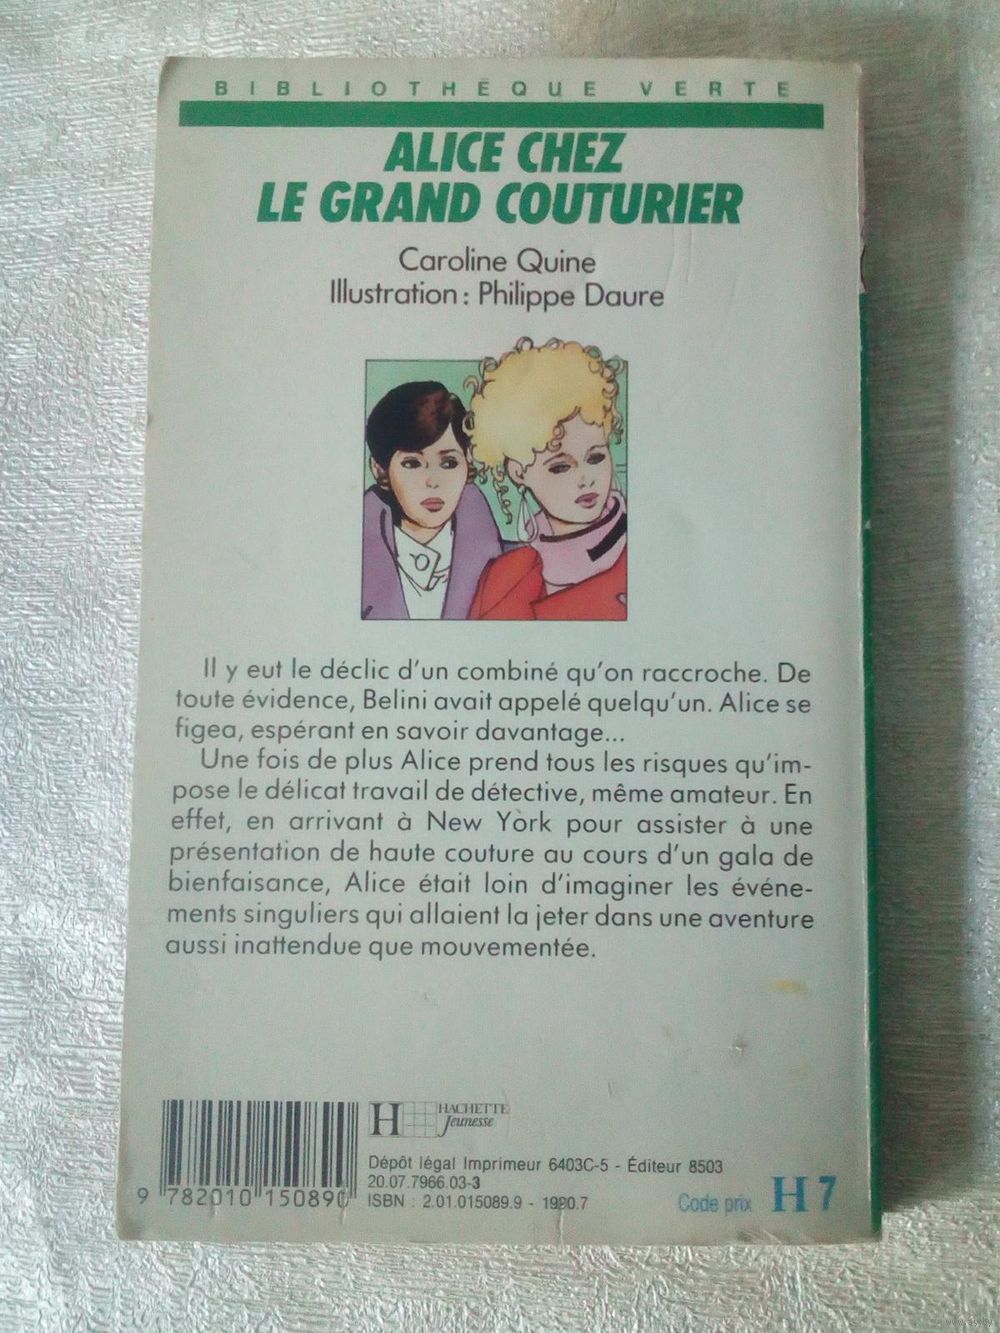 BIBLIOTHÈQUE VERTE
ALICE CHEZ
LE GRAND COUTURIER
Caroline Quine
Illustration : Philippe Daure
Il y eut le déclic d'un combiné qu'on raccroche. De
toute évidence, Belini avait appelé quelqu'un. Alice se
figea, espérant en savoir davantage...
Une fois de plus Alice prend tous les risques qu'im-
pose le délicat travail de détective, même amateur. En
effet, en arrivant à New York pour assister à une
présentation de haute couture au cours d'un gala de
bienfaisance, Alice était loin d'imaginer les événe-
ments singuliers qui allaient la jeter dans une aventure
aussi inattendue que mouvementée.
H HACHETTE
Jeunesse
Dépôt légal Imprimeur 6403C-5 - Éditeur 8503
20.07.7966.03-3
ISBN : 2.01.015089.9 - 1990.7
9 782010 150890
Code prix H 7